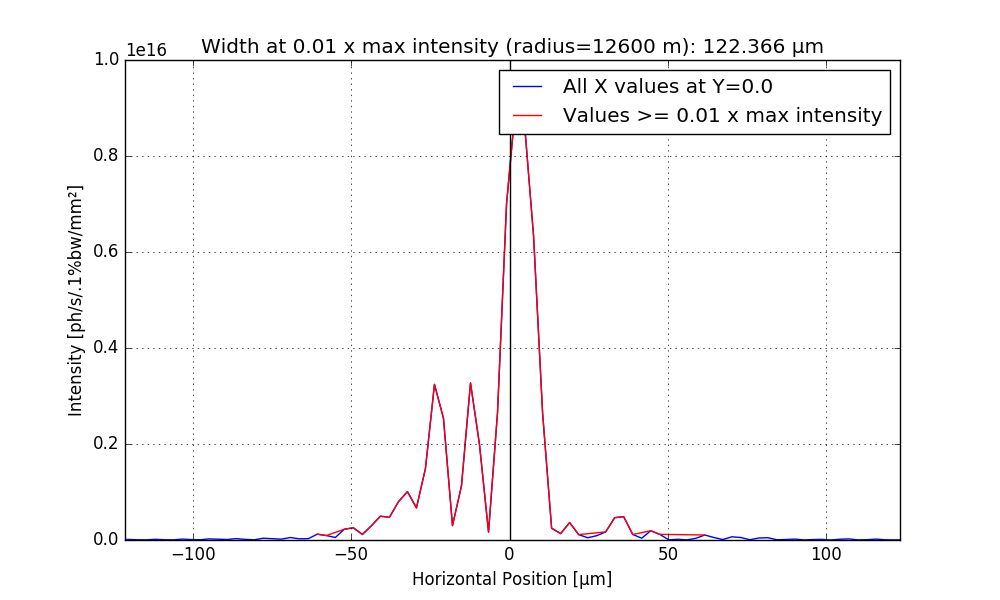 Width at 0.01 x max intensity (radius=12600 m): 122.366 µm
1e16
All X values at Y=0.0
Values >= 0.01 x max intensity
1.0
0.8
0.6
0.4
0.2
0.0
Intensity [ph/s/.1%bw/mm²]
−100
−50
0
50
100
Horizontal Position [µm]